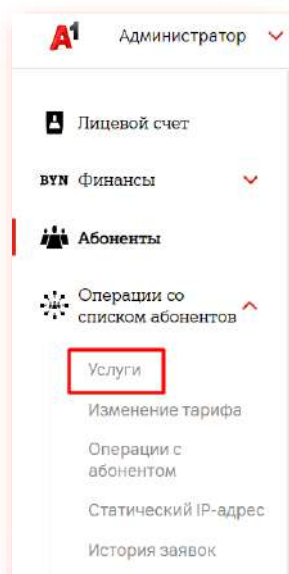 A1 Администратор
Лицевой счет
BYN Финансы
Абоненты
Операции со
списком абонентов
Услуги
Изменение тарифа
Операции с
абонентом
Статический IP-адрес
История заявок